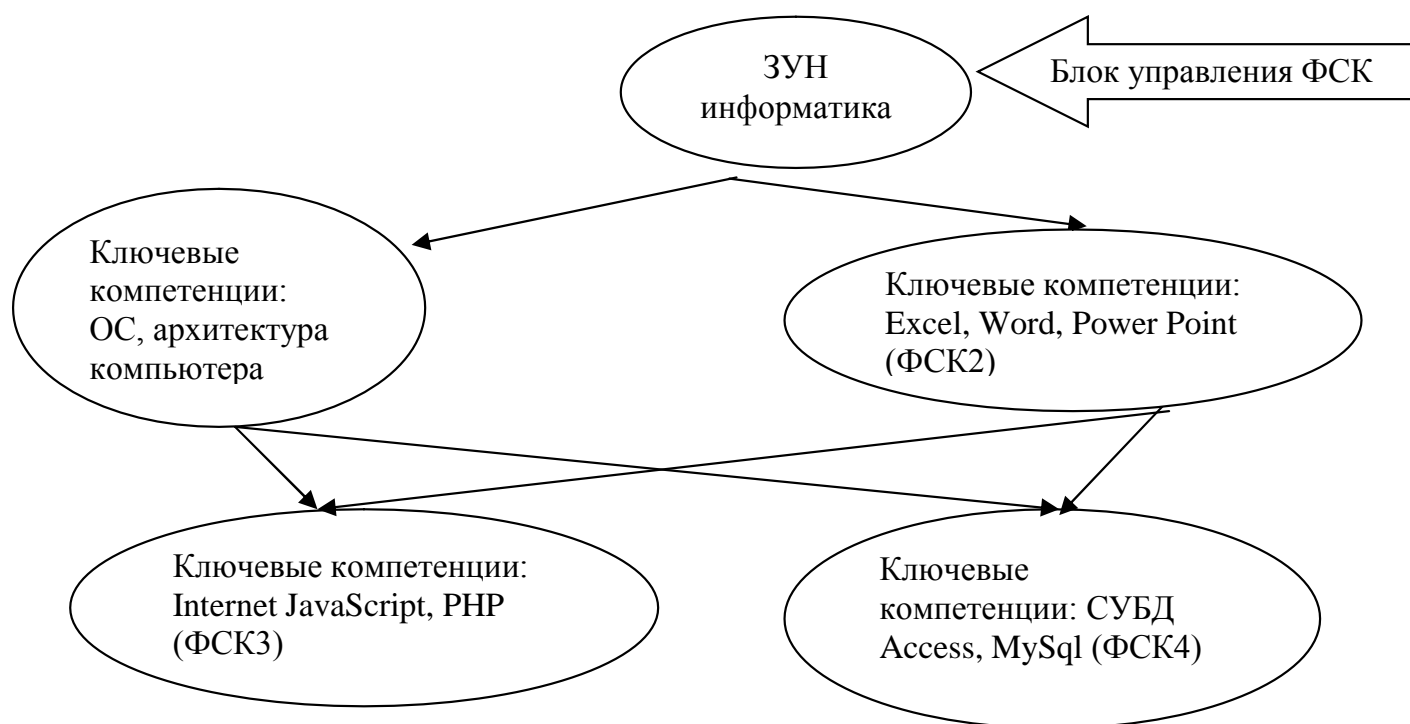 ЗУН
информатика
Блок управления ФСК
Ключевые
компетенции:
ОС, архитектура
компьютера
Ключевые компетенции:
Excel, Word, Power Point
(ФСК2)
Ключевые компетенции:
Internet JavaScript, PHP
(ФСК3)
Ключевые
компетенции: СУБД
Access, MySql (ФСК4)